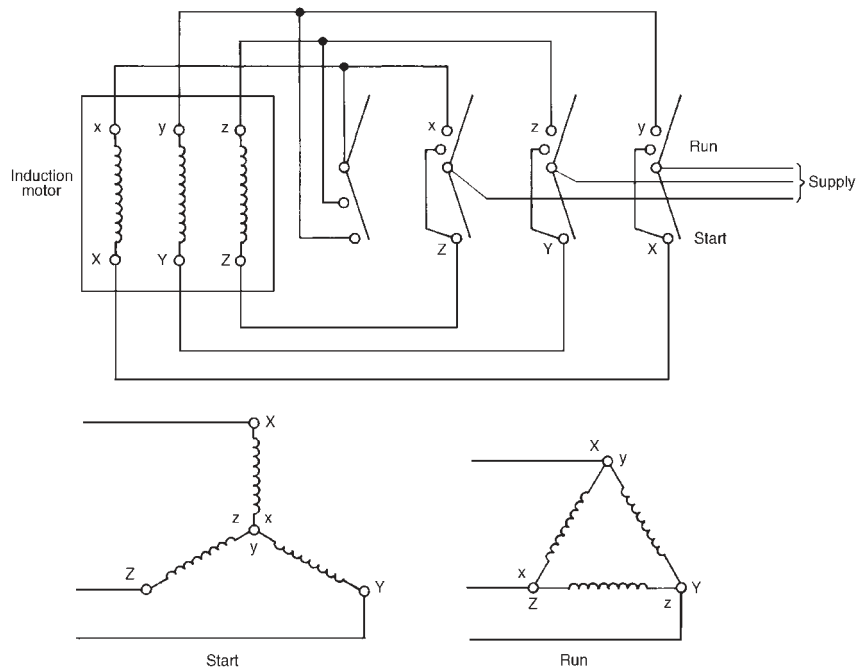 x y z
x z y
Run
Induction
motor
Supply
X Y Z
Z Y X
Start
X
X y
z x
y
Z Y
x Y
Z z
Start Run